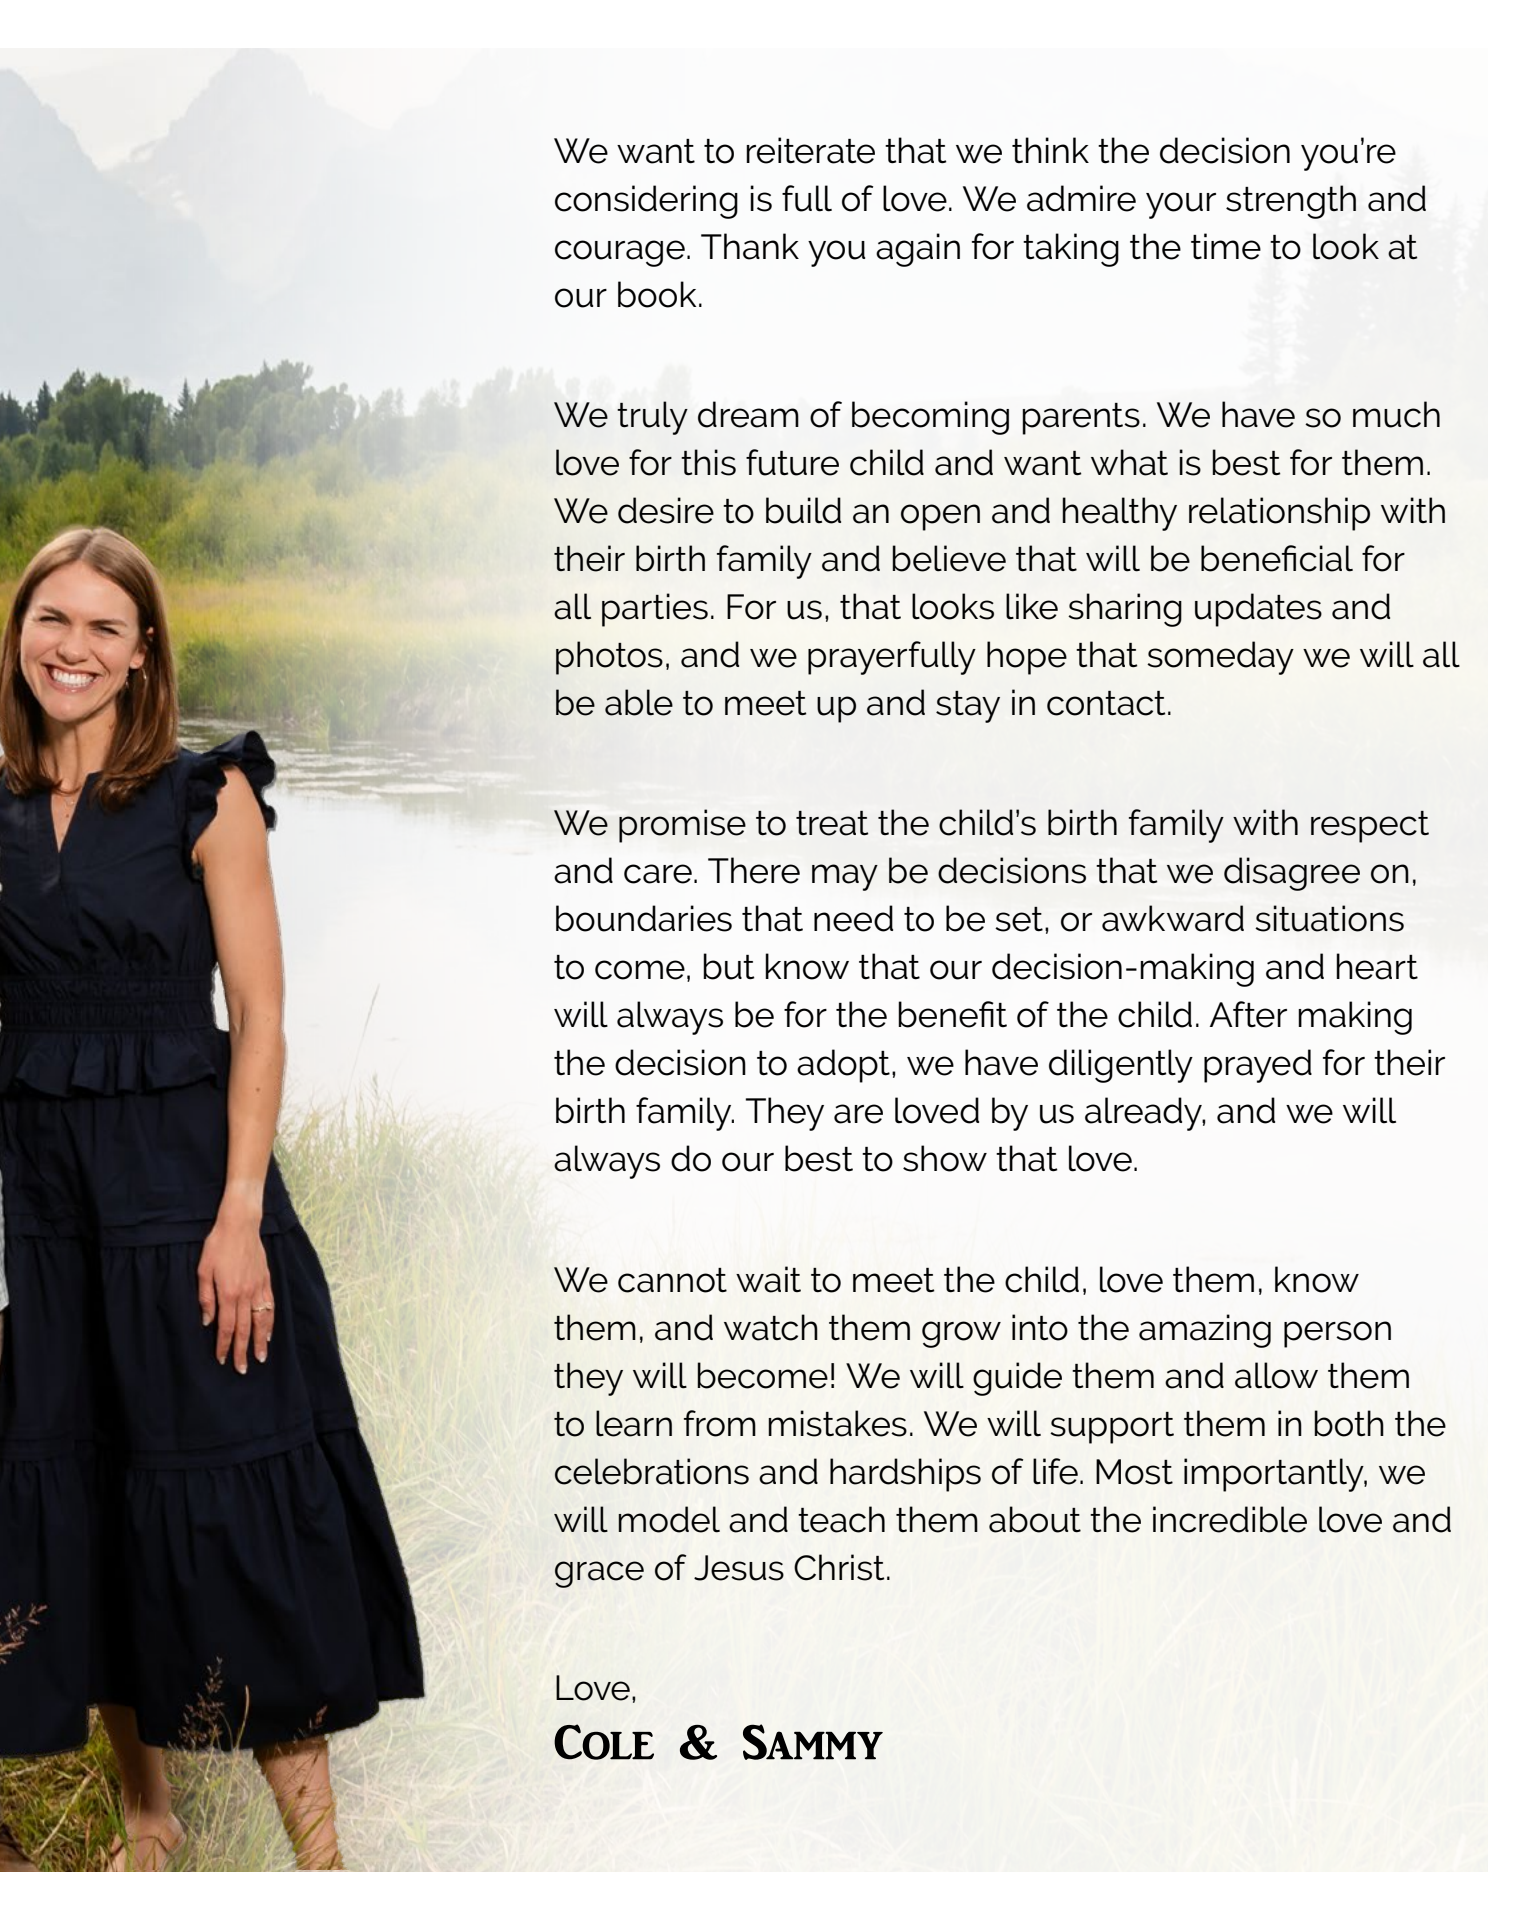 We want to reiterate that we think the decision you're
considering is full of love. We admire your strength and
courage. Thank you again for taking the time to look at
our book.
We truly dream of becoming parents. We have so much
love for this future child and want what is best for them.
We desire to build an open and healthy relationship with
their birth family and believe that will be beneficial for
all parties. For us, that looks like sharing updates and
photos, and we prayerfully hope that someday we will all
be able to meet up and stay in contact.
We promise to treat the child's birth family with respect
and care. There may be decisions that we disagree on,
boundaries that need to be set, or awkward situations
to come, but know that our decision-making and heart
will always be for the benefit of the child. After making
the decision to adopt, we have diligently prayed for their
birth family. They are loved by us already, and we will
always do our best to show that love.
We cannot wait to meet the child, love them, know
them, and watch them grow into the amazing person
they will become! We will guide them and allow them
to learn from mistakes. We will support them in both the
celebrations and hardships of life. Most importantly, we
will model and teach them about the incredible love and
grace of Jesus Christ.
Love,
Cole & Sammy